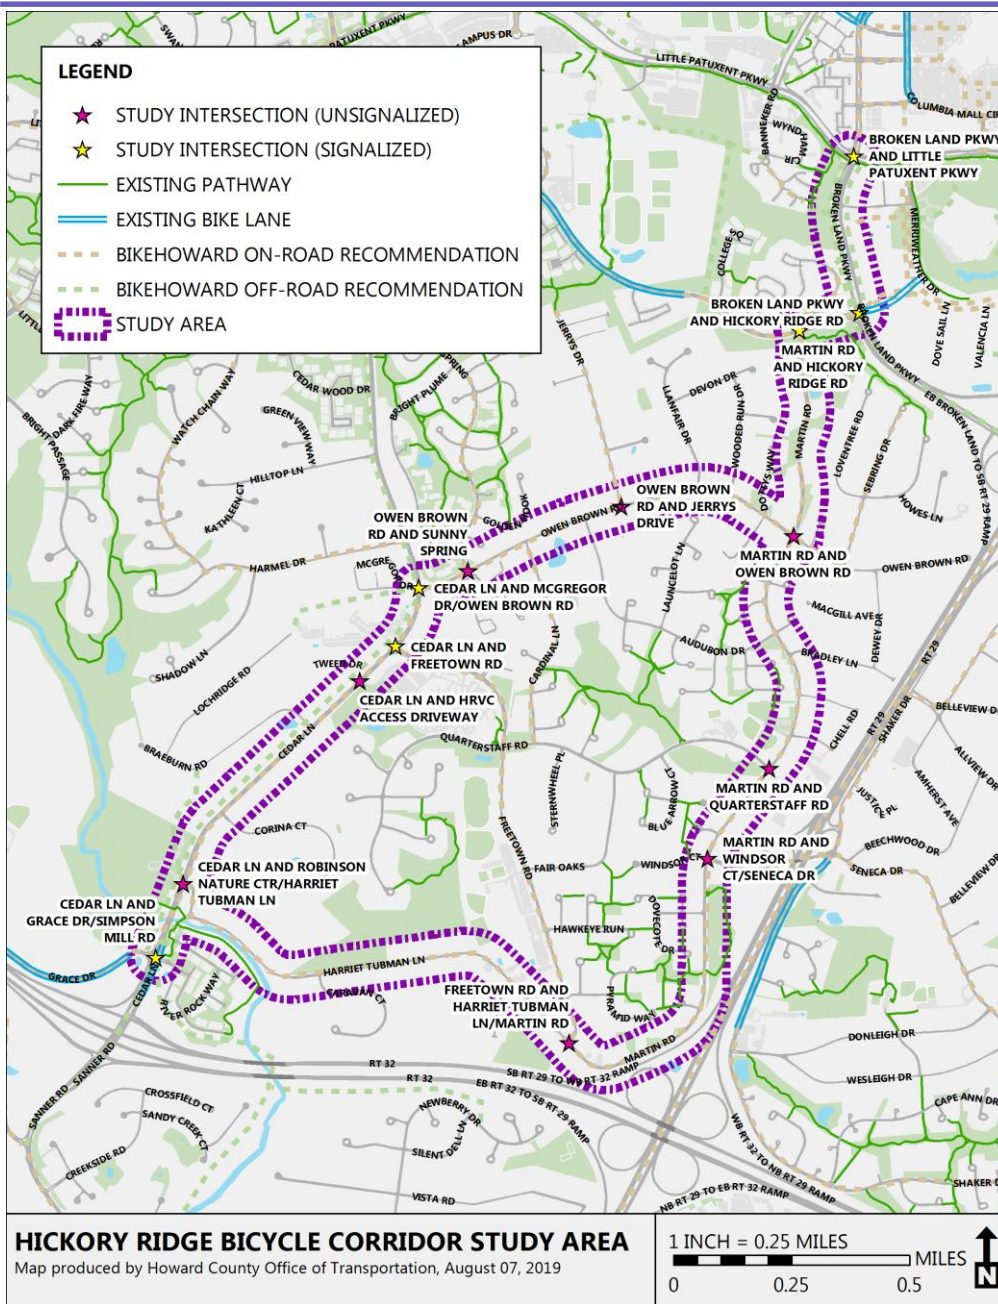 LEGEND
STUDY INTERSECTION (UNSIGNALIZED)
STUDY INTERSECTION (SIGNALIZED)
EXISTING PATHWAY
EXISTING BIKE LANE
BIKEHOWARD ON-ROAD RECOMMENDATION
BIKEHOWARD OFF-ROAD RECOMMENDATION
STUDY AREA
PATUXENT PKWY
LITTLE PATUXENT PKWY
BANNEKER RD
WYND
HAM
CIR
COLUMBIA MALL CIR
BROKEN LAND PKWY
AND LITTLE
PATUXENT PKWY
BROKEN LAND PKWY
MERRIWEATHER DR
BROKEN LAND PKWY
AND HICKORY RIDGE RD
MARTIN RD
AND HICKORY
RIDGE RD
BROKEN LAND PKWY
DOVE SAIL LN
VALENCIA LN
EB BROKEN LAND TO SB RT 29 RAMP
JERRYS DR
LLANFAIR DR
DEVON DR
WOODED RUN DR
MARTIN RD
LOVENTREE RD
SEBRING DR
HOWES LN
CEDAR WOOD DR
BRIGHT PLUME
SPRING
WATCH CHAIN WAY
DARK FIRE WAY
BRIGHT PASSAGE
GREEN VIEW WAY
HILLTOP LN
KATHLEEN CT
HARMEL DR
OWEN BROWN
RD AND SUNNY
SPRING
OWEN BROWN RD
OWEN BROWN
RD AND JERRYS
DRIVE
MARTIN RD AND
OWEN BROWN RD
OWEN BROWN RD
CEDAR LN AND MCGREGOR
DR/OWEN BROWN RD
CEDAR LN AND
FREETOWN RD
CEDAR LN AND HRVC
ACCESS DRIVEWAY
TWEED DR
SHADOW LN
LOCHRIDGE RD
CEDAR LN
BRAEBURN RD
CORINA CT
LAUNCELOT LN
CARDINAL LN
AUDUBON DR
MACGILL AVE
DEWEY DR
BRADLEY LN
RT 29
RT 29
SHAKER DR
CHELL RD
ALLVIEW DR
AMHERST AVE
JUSTICE PL
BEECHWOOD DR
SENECA DR
QUARTERSTAFF RD
STERNWHEEL PL
BLUE ARROW CT
MARTIN RD AND
QUARTERSTAFF RD
MARTIN RD AND
WINDSOR
CT/SENECA DR
FREETOWN RD
FAIR OAKS
HAWKEYE RUN
DOVECOTE
DR
PYRAMID WAY
CEDAR LN AND ROBINSON
NATURE CTR/HARRIET
TUBMAN LN
CEDAR LN AND
GRACE DR/SIMPSON
MILL RD
GRACE DR
CEDAR LN
RIVER ROCK WAY
HARRIET TUBMAN LN
CARAVAN CT
FREETOWN RD AND
HARRIET TUBMAN
LN/MARTIN RD
MARTIN RD
SB RT 29 TO WB RT 32 RAMP
RT 32
RT 32
EB RT 32 TO SB RT 29 RAMP
SANNER RD
SANNER RD
CROSSFIELD CT
SANDY CREEK CT
CREEKSIDE RD
NEWBERRY DR
SILENT DELL LN
VISTA RD
DONLEIGH DR
WESLEIGH DR
CAPE ANN DR
WB RT 32 TO NB RT 29 RAMP
NB RT 29 TO EB RT 32 RAMP
HICKORY RIDGE BICYCLE CORRIDOR STUDY AREA
Map produced by Howard County Office of Transportation, August 07, 2019
1 INCH = 0.25 MILES
MILES
0 0.25 0.5
N